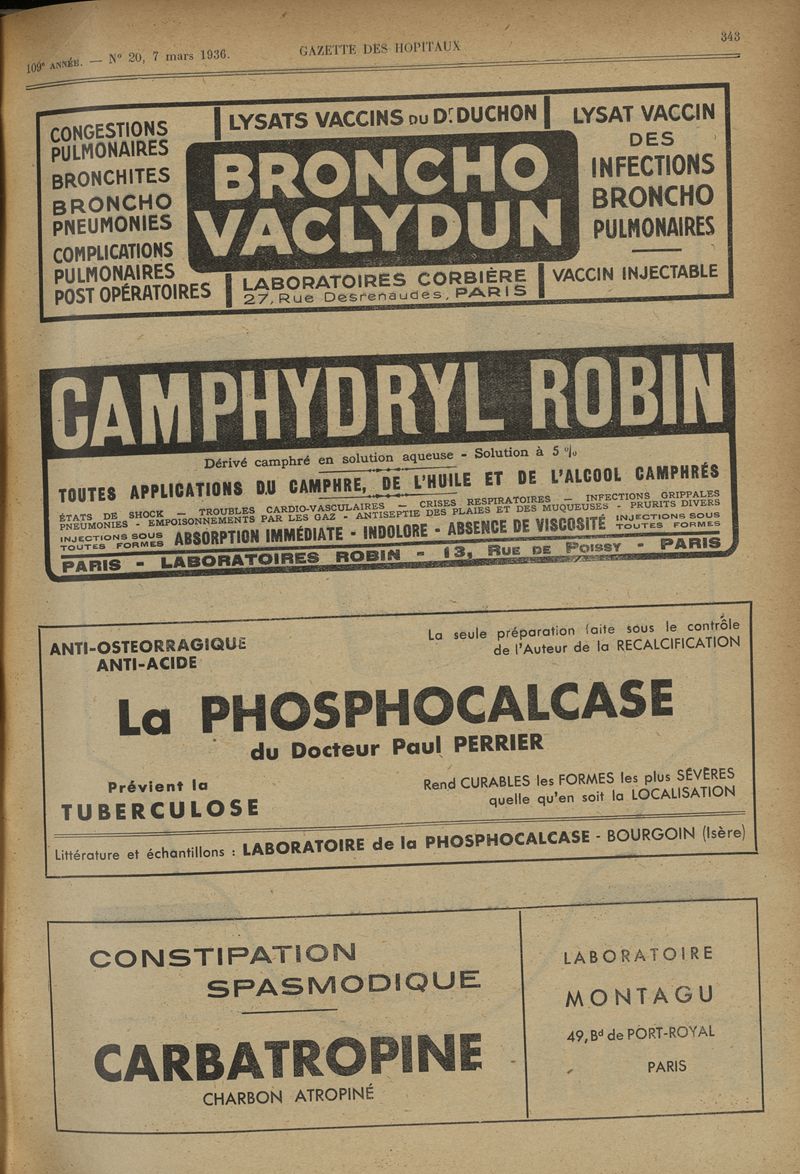 109e ANNÉE. — No 20, 7 mars 1936.
GAZETTE DES HOPITAUX
343
CONGESTIONS
PULMONAIRES
BRONCHITES
BRONCHO
PNEUMONIES
COMPLICATIONS
PULMONAIRES
POST OPÉRATOIRES
LYSATS VACCINS DU Dr. DUCHON
BRONCHO
VACLYDUN
LABORATOIRES CORBIÈRE
27, Rue Desrenaudes, PARIS
LYSAT VACCIN
DES
INFECTIONS
BRONCHO
PULMONAIRES
VACCIN INJECTABLE
CAMPHYDRYL ROBIN
Dérivé camphré en solution aqueuse - Solution à 5 %
TOUTES APPLICATIONS DU CAMPHRE, DE L'HUILE ET DE L'ALCOOL CAMPHRÉS
ÉTATS DE SHOCK — TROUBLES CARDIO-VASCULAIRES — CRISES RESPIRATOIRES — INFECTIONS GRIPPALES
PNEUMONIES - EMPOISONNEMENTS PAR LES GAZ - ANTISEPTIE DES PLAIES ET DES MUQUEUSES - PRURITS DIVERS
INJECTIONS SOUS
TOUTES FORMES
ABSORPTION IMMÉDIATE - INDOLORE - ABSENCE DE VISCOSITÉ
INJECTIONS SOUS
TOUTES FORMES
PARIS - LABORATOIRES ROBIN - 13, RUE DE POISSY - PARIS
ANTI-OSTEORRAGIQUE
ANTI-ACIDE
La seule préparation faite sous le contrôle
de l'Auteur de la RECALCIFICATION
La PHOSPHOCALCASE
du Docteur Paul PERRIER
Prévient la
TUBERCULOSE
Rend CURABLES les FORMES les plus SÉVÈRES
quelle qu'en soit la LOCALISATION
Littérature et échantillons : LABORATOIRE de la PHOSPHOCALCASE - BOURGOIN (Isère)
CONSTIPATION
SPASMODIQUE
CARBATROPINE
CHARBON ATROPINÉ
LABORATOIRE
MONTAGU
49, Bd de PORT-ROYAL
PARIS